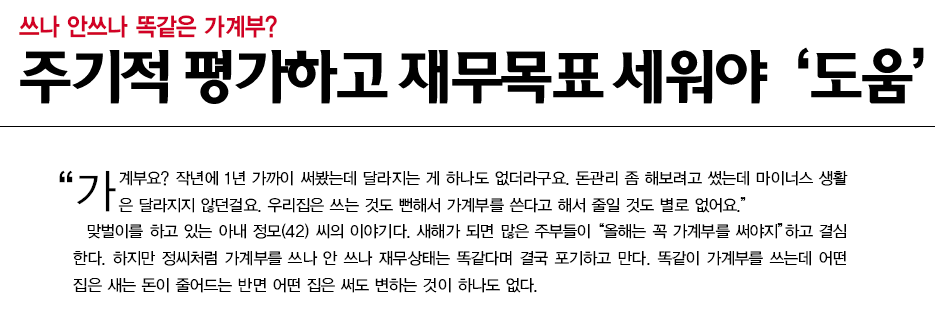 쓰나 안쓰나 똑같은 가계부?
주기적 평가하고 재무목표 세워야 ‘도움’
“가계부요? 작년에 1년 가까이 써봤는데 달라지는 게 하나도 없더라구요. 돈관리 좀 해보려고 썼는데 마이너스 생활
은 달라지지 않던걸요. 우리집은 쓰는 것도 뻔해서 가계부를 쓴다고 해서 줄일 것도 별로 없어요.”
맞벌이를 하고 있는 아내 정모(42) 씨의 이야기다. 새해가 되면 많은 주부들이 “올해는 꼭 가계부를 써야지”하고 결심
한다. 하지만 정씨처럼 가계부를 쓰나 안 쓰나 재무상태는 똑같다며 결국 포기하고 만다. 똑같이 가계부를 쓰는데 어떤
집은 새는 돈이 줄어드는 반면 어떤 집은 써도 변하는 것이 하나도 없다.